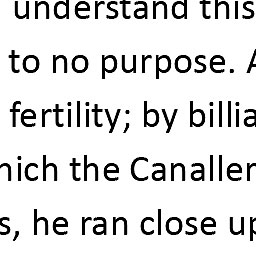 understand this
to no purpose. A
fertility; by billia
hich the Canaller
s, he ran close up